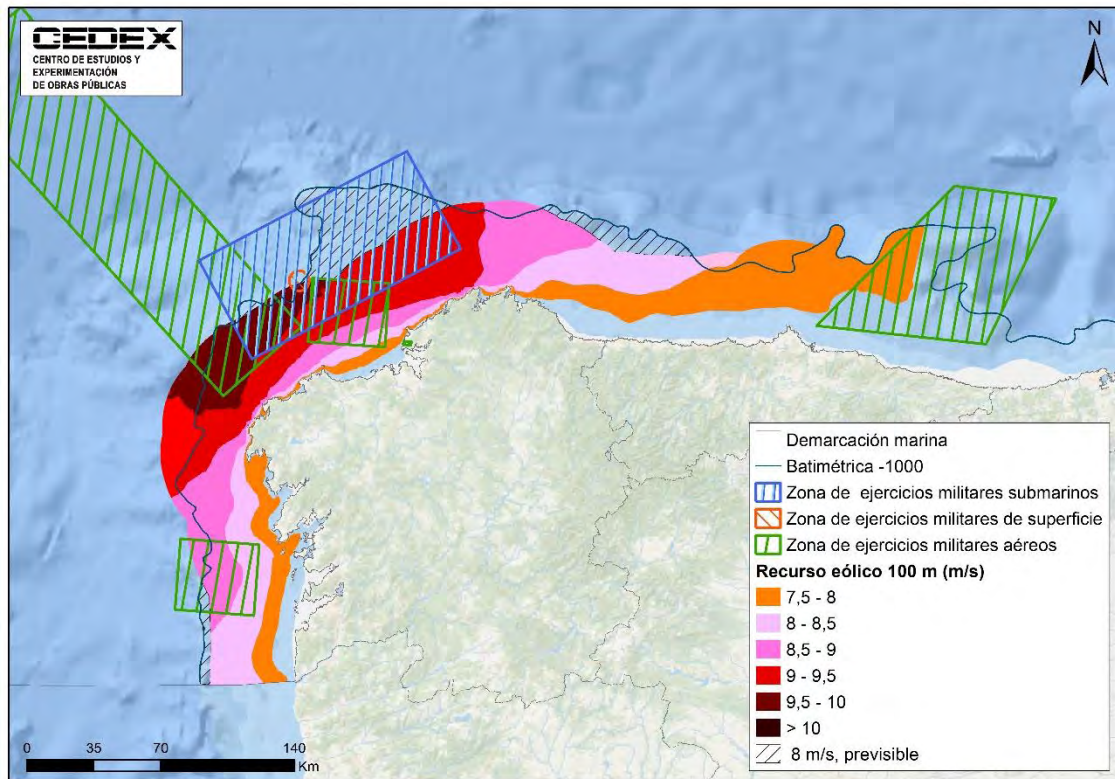 CEDEX
CENTRO DE ESTUDIOS Y
EXPERIMENTACIÓN
DE OBRAS PÚBLICAS
N
Demarcación marina
Batimétrica -1000
Zona de ejercicios militares submarinos
Zona de ejercicios militares de superficie
Zona de ejercicios militares aéreos
Recurso eólico 100 m (m/s)
7,5 - 8
8 - 8,5
8,5 - 9
9 - 9,5
9,5 - 10
> 10
8 m/s, previsible
0 35 70 140
Km